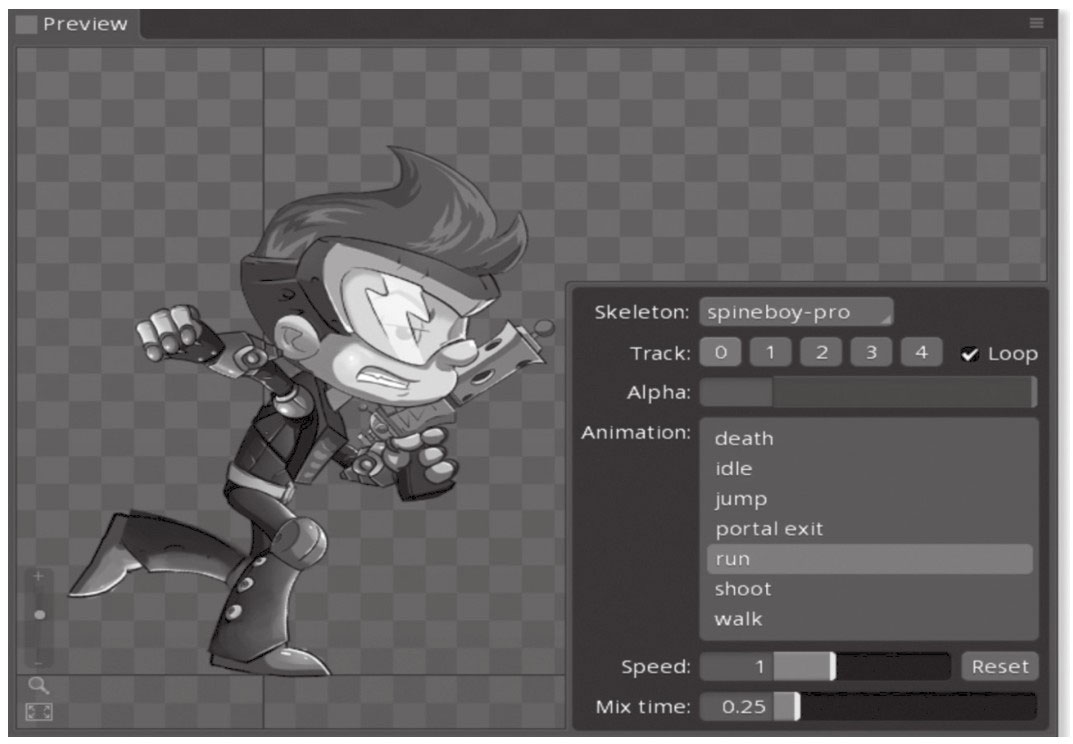 Preview
Skeleton: spineboy-pro
Track: 0 1 2 3 4 Loop
Alpha:
Animation:
death
idle
jump
portal exit
run
shoot
walk
Speed: 1 Reset
Mix time: 0.25